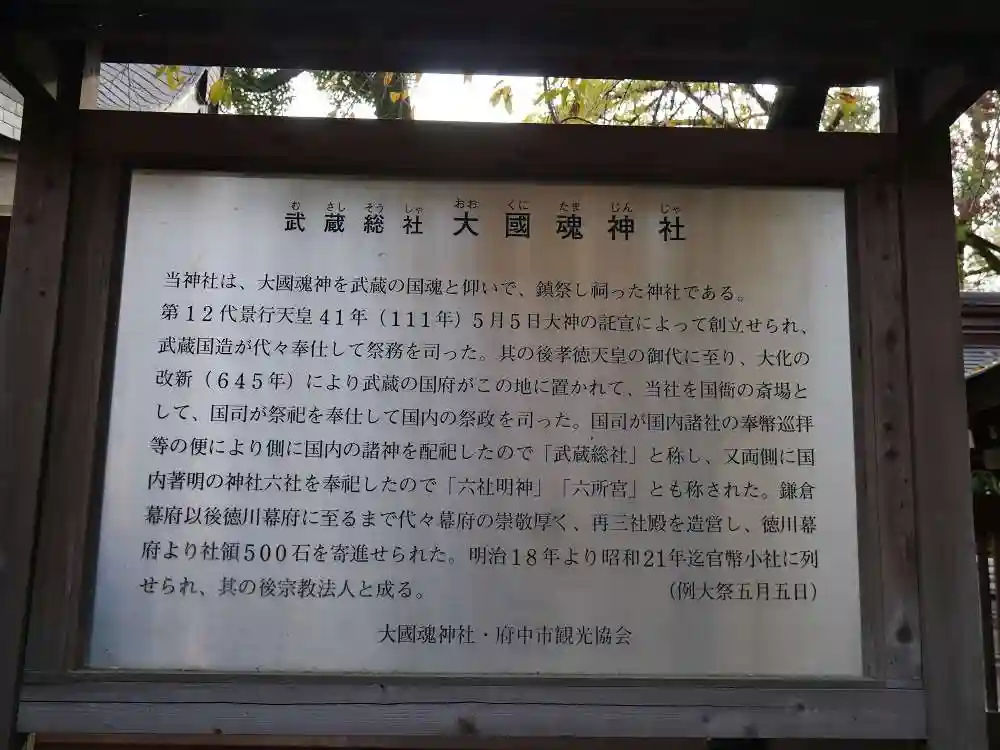 むさしそうしゃ おおくにたまじんじゃ
武蔵総社 大國魂神社
当神社は、大國魂神を武蔵の国魂と仰いで、鎮祭し祠った神社である。
第12代景行天皇41年(111年)5月5日大神の託宣によって創立せられ、
武蔵国造が代々奉仕して祭務を司った。其の後孝徳天皇の御代に至り、大化の
改新(645年)により武蔵の国府がこの地に置かれて、当社を国衙の斎場と
して、国司が祭祀を奉仕して国内の祭政を司った。国司が国内諸社の奉幣巡拝
等の便により側に国内の諸神を配祀したので「武蔵総社」と称し、又両側に国
内著明の神社六社を奉祀したので「六社明神」「六所宮」とも称された。鎌倉
幕府以後徳川幕府に至るまで代々幕府の崇敬厚く、再三社殿を造営し、徳川幕
府より社領500石を寄進せられた。明治18年より昭和21年迄官幣小社に列
せられ、其の後宗教法人と成る。 (例大祭五月五日)
大國魂神社・府中市観光協会